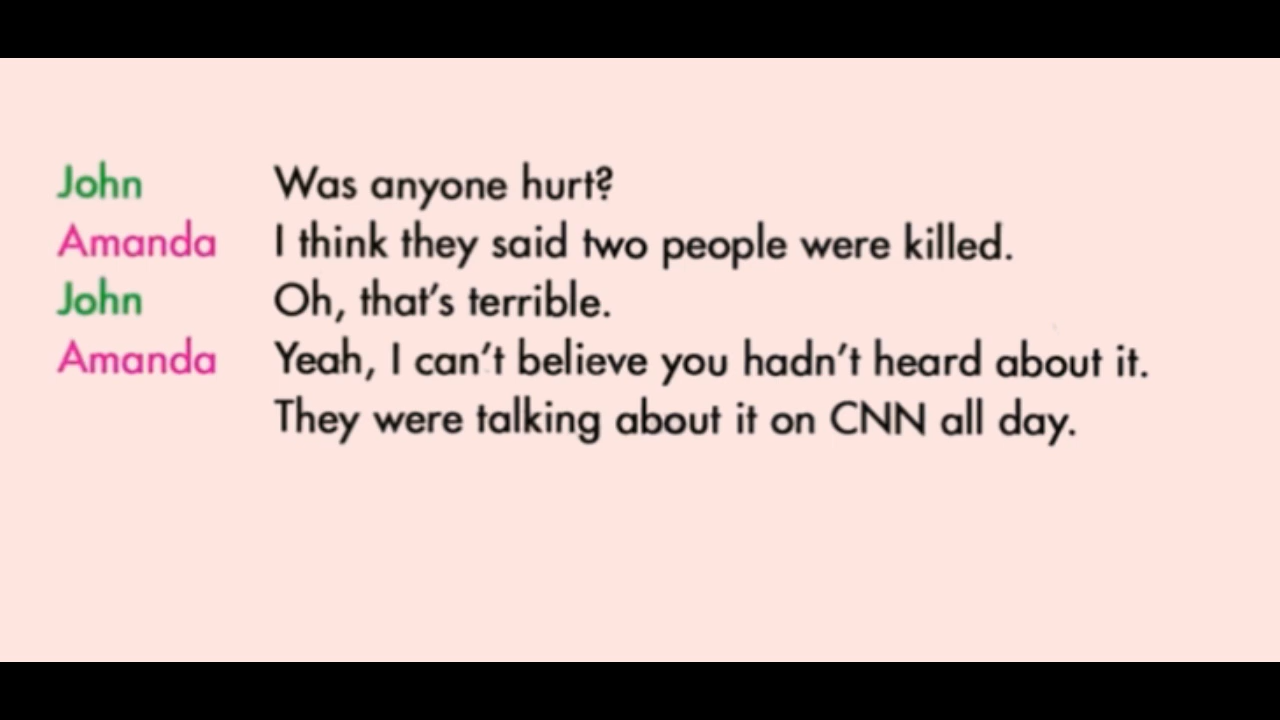 John Was anyone hurt?
Amanda I think they said two people were killed.
John Oh, that's terrible.
Amanda Yeah, I can't believe you hadn't heard about it.
They were talking about it on CNN all day.